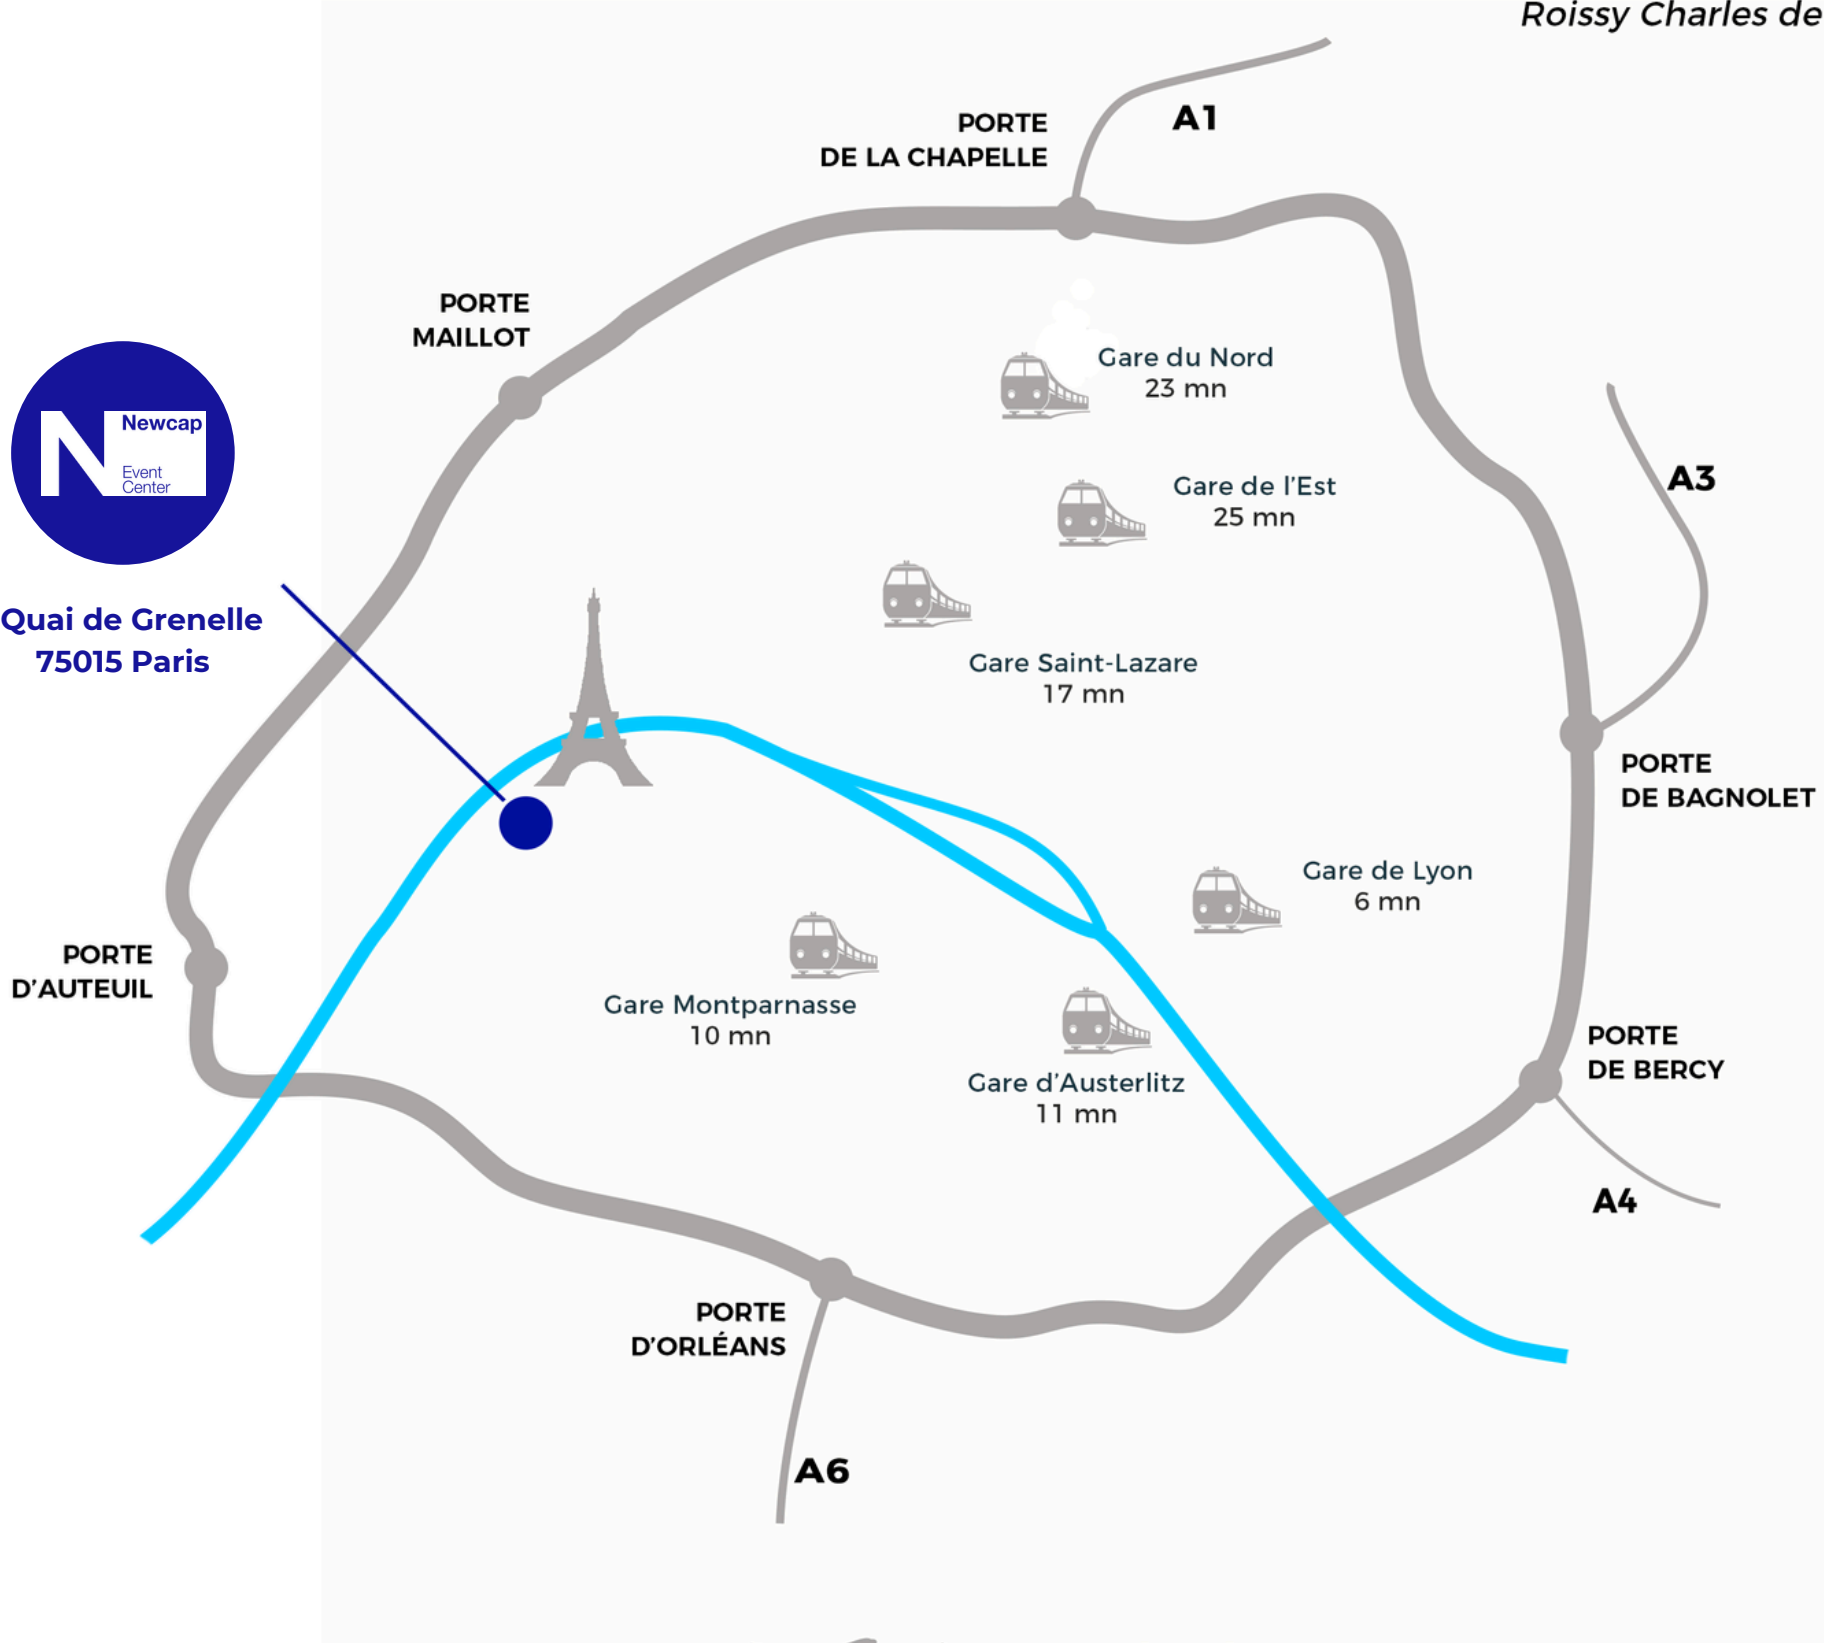 Roissy Charles de
A1
PORTE
DE LA CHAPELLE
PORTE
MAILLOT
Gare du Nord
23 mn
Newcap
Event
Center
N
A3
Gare de l'Est
25 mn
Quai de Grenelle
75015 Paris
Gare Saint-Lazare
17 mn
PORTE
DE BAGNOLET
Gare de Lyon
6 mn
PORTE
D'AUTEUIL
Gare Montparnasse
10 mn
PORTE
DE BERCY
Gare d'Austerlitz
11 mn
A4
PORTE
D'ORLÉANS
A6